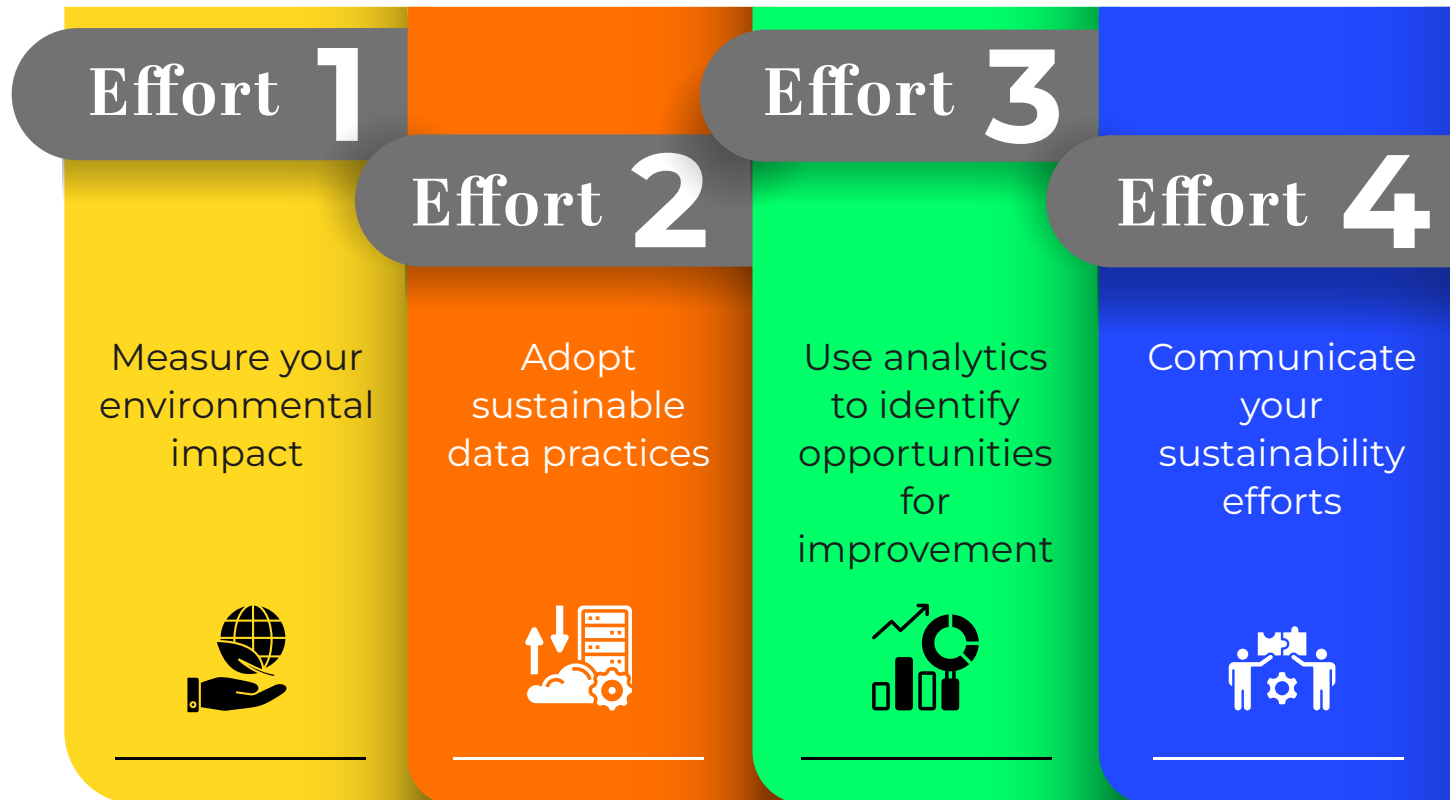 Effort 1
Measure your
environmental
impact
Effort 2
Adopt
sustainable
data practices
Effort 3
Use analytics
to identify
opportunities
for
improvement
Effort 4
Communicate
your
sustainability
efforts